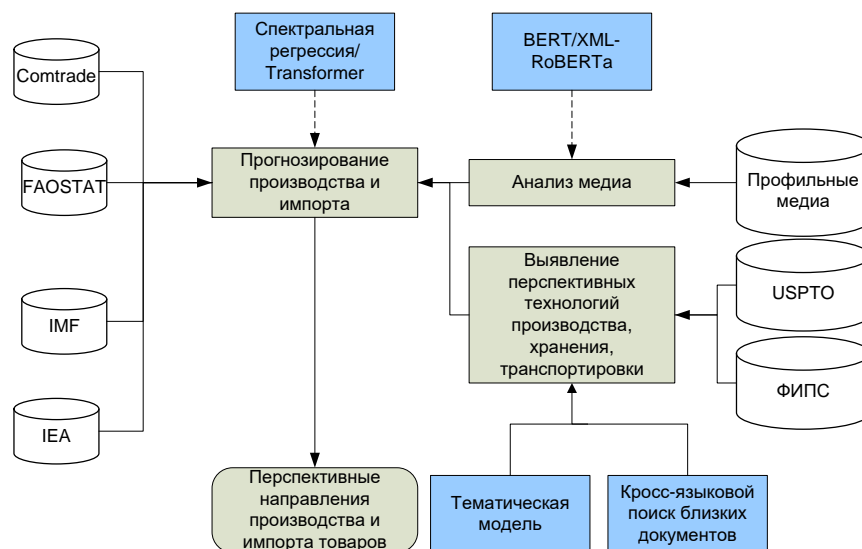 Comtrade
FAOSTAT
IMF
IEA
Спектральная
регрессия/
Transformer
BERT/XML-
RoBERTa
Прогнозирование
производства и
импорта
Анализ медиа
Профильные
медиа
Выявление
перспективных
технологий
производства,
хранения,
транспортировки
USPTO
ФИПС
Перспективные
направления
производства и
импорта товаров
Тематическая
модель
Кросс-языковой
поиск близких
документов